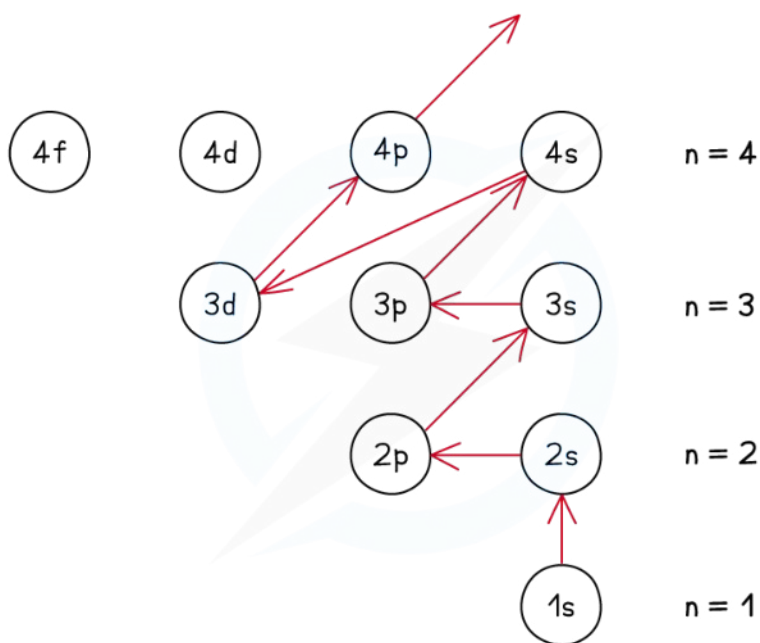 4f 4d 4p 4s n = 4
3d 3p 3s n = 3
2p 2s n = 2
1s n = 1